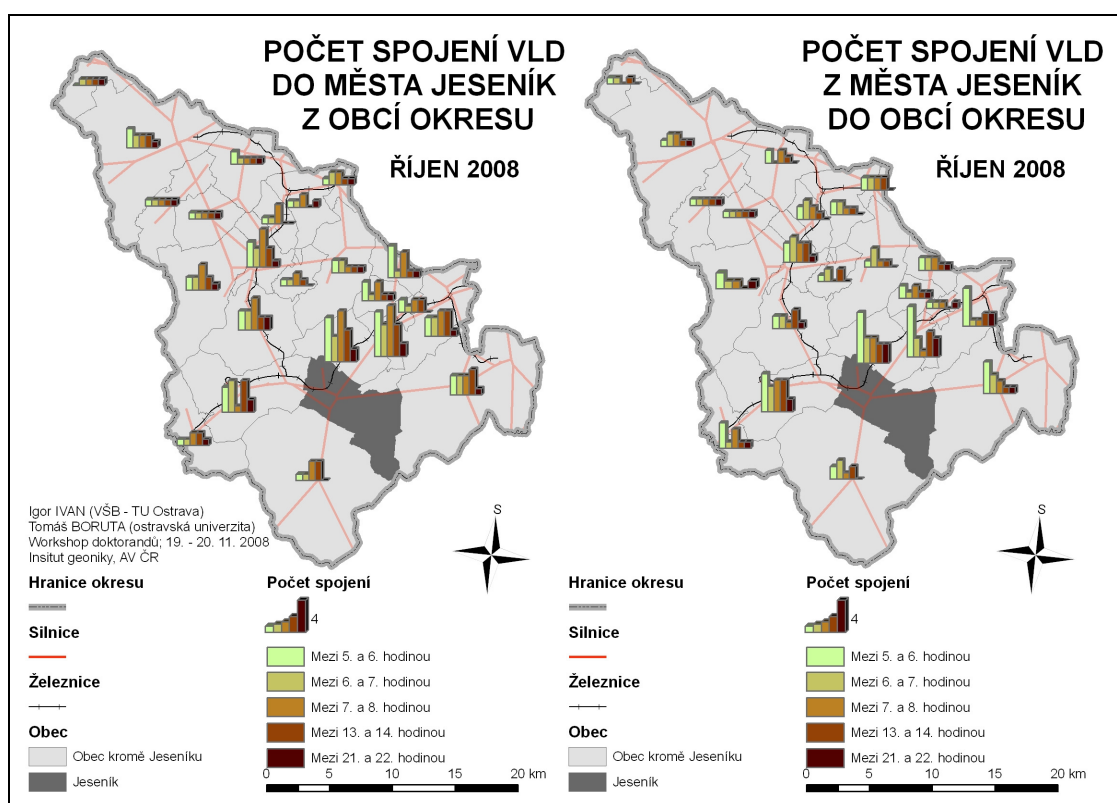 POČET SPOJENÍ VLD
DO MĚSTA JESENÍK
Z OBCÍ OKRESU
ŘÍJEN 2008
Igor IVAN (VŠB - TU Ostrava)
Tomáš BORUTA (ostravská univerzita)
Workshop doktorandů; 19. - 20. 11. 2008
Insitut geoniky, AV ČR
S
Hranice okresu
Silnice
Železnice
Obec
Obec kromě Jeseníku
Jeseník
Počet spojení
4
Mezi 5. a 6. hodinou
Mezi 6. a 7. hodinou
Mezi 7. a 8. hodinou
Mezi 13. a 14. hodinou
Mezi 21. a 22. hodinou
0 5 10 15 20 km
POČET SPOJENÍ VLD
Z MĚSTA JESENÍK
DO OBCÍ OKRESU
ŘÍJEN 2008
S
Hranice okresu
Silnice
Železnice
Obec
Obec kromě Jeseníku
Jeseník
Počet spojení
4
Mezi 5. a 6. hodinou
Mezi 6. a 7. hodinou
Mezi 7. a 8. hodinou
Mezi 13. a 14. hodinou
Mezi 21. a 22. hodinou
0 5 10 15 20 km